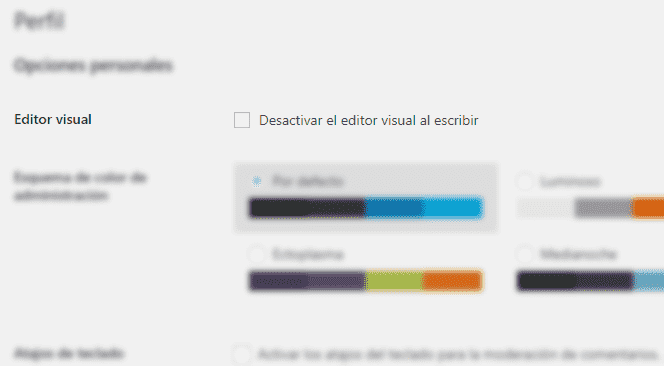 Perfil
Opciones personales
Editor visual
Desactivar el editor visual al escribir
Esquema de color de
administración
Por defecto
Luminoso
Ectoplasma
Medianoche
Atajos de teclado
Activar los atajos del teclado para la moderación de comentarios.